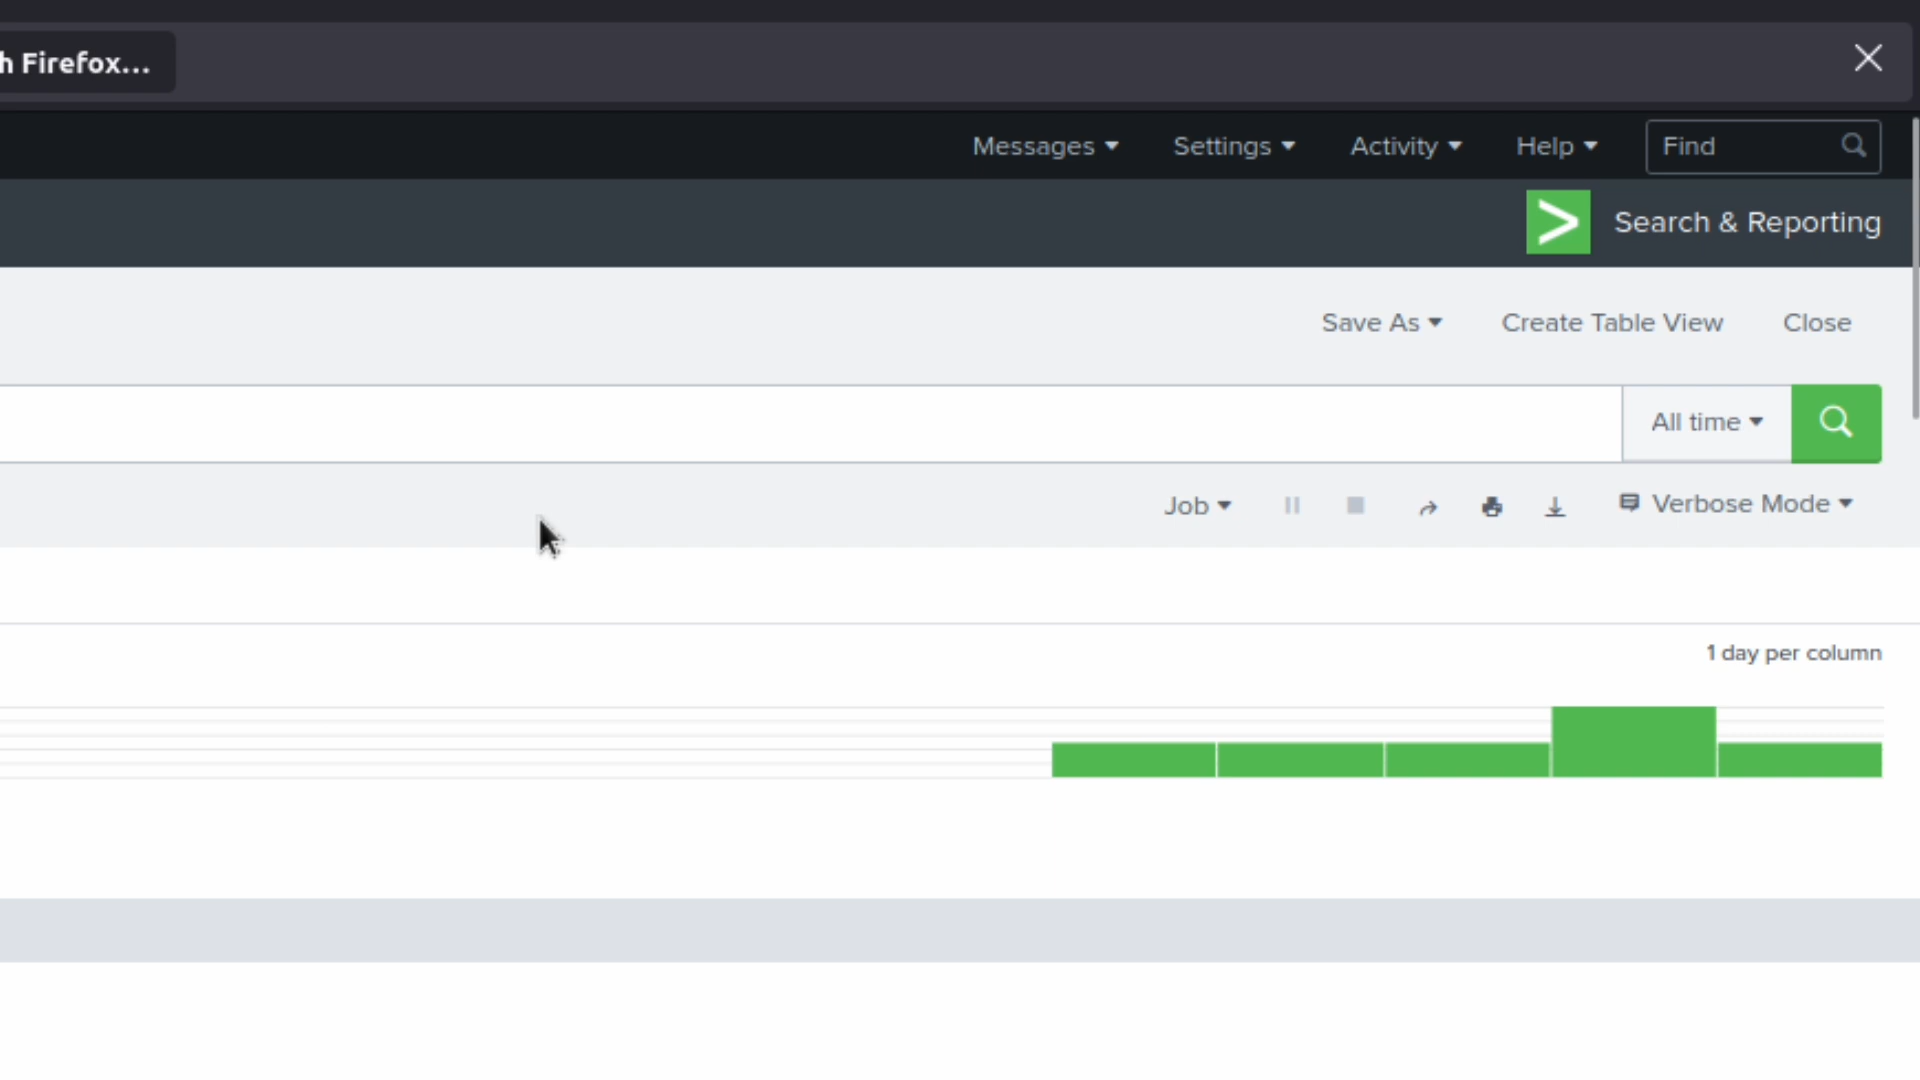 h Firefox...
Messages Settings Activity Help Find
Search & Reporting
Save As Create Table View Close
All time
Job Verbose Mode
1 day per column